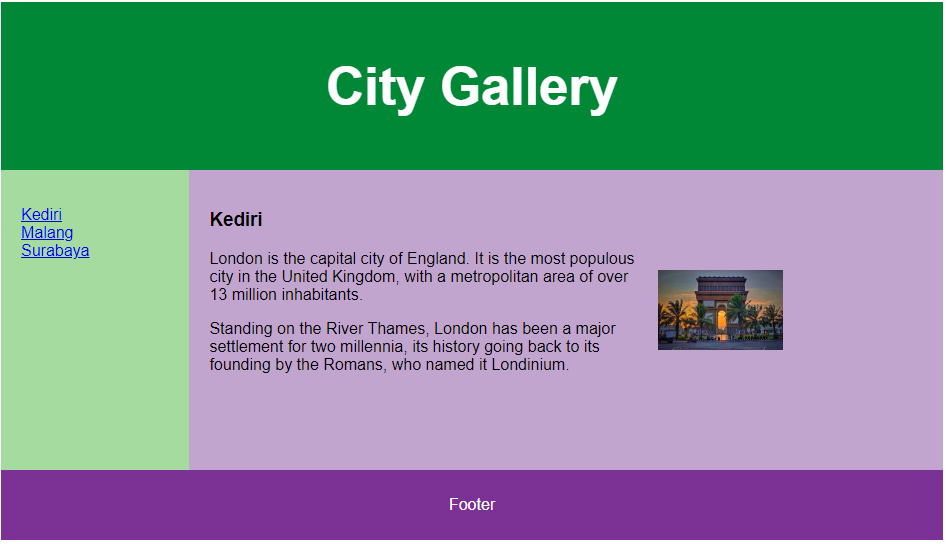 City Gallery
Kediri
Malang
Surabaya
Kediri
London is the capital city of England. It is the most populous
city in the United Kingdom, with a metropolitan area of over
13 million inhabitants.
Standing on the River Thames, London has been a major
settlement for two millennia, its history going back to its
founding by the Romans, who named it Londinium.
Footer